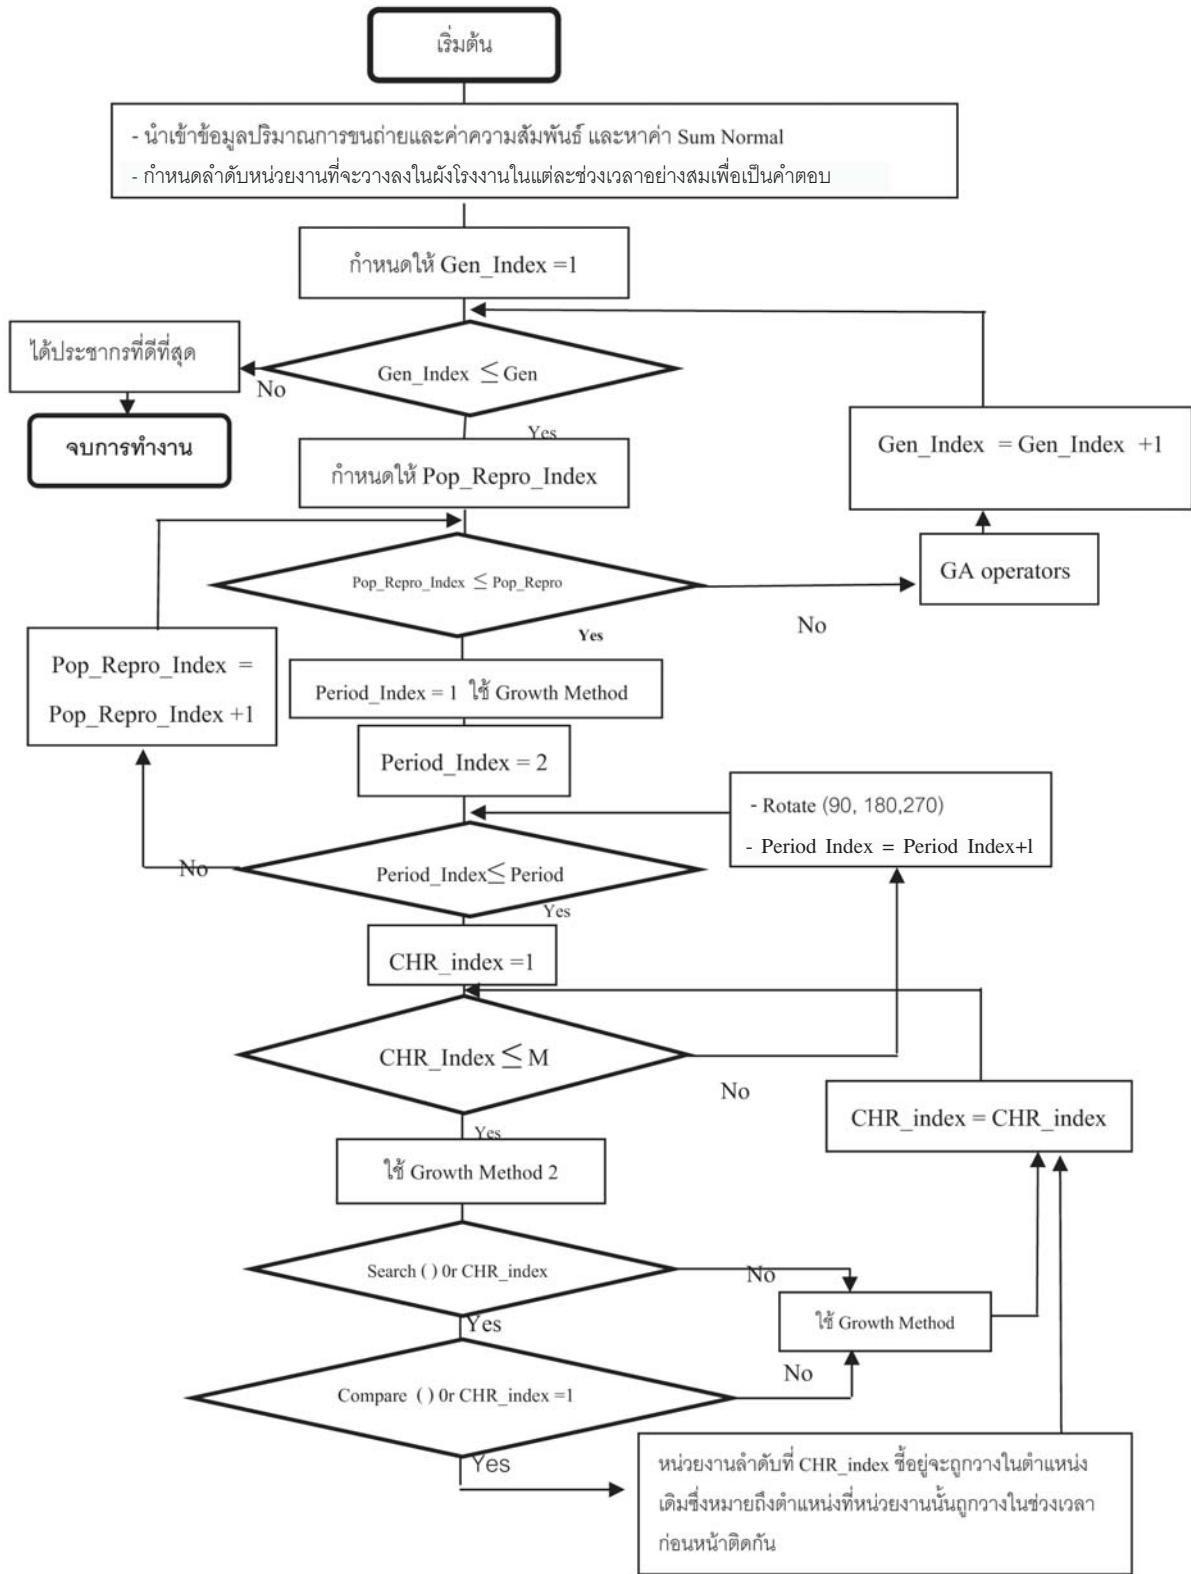 เริ่มต้น
- นำเข้าข้อมูลปริมาณการขนถ่ายและค่าความสัมพันธ์ และหาค่า Sum Normal
- กำหนดลำดับหน่วยงานที่จะวางลงในผังโรงงานในแต่ละช่วงเวลาอย่างสมเพื่อเป็นคำตอบ
กำหนดให้ Gen_Index =1
ได้ประชากรที่ดีที่สุด
Gen_Index ≤ Gen
No
Yes
จบการทำงาน
Gen_Index = Gen_Index +1
กำหนดให้ Pop_Repro_Index
Pop_Repro_Index ≤ Pop_Repro
GA operators
No
Yes
Pop_Repro_Index =
Pop_Repro_Index +1
Period_Index = 1 ใช้ Growth Method
Period_Index = 2
- Rotate (90, 180,270)
- Period Index = Period Index+1
No
Period_Index≤ Period
Yes
CHR_index =1
CHR_Index ≤ M
No
Yes
CHR_index = CHR_index
ใช้ Growth Method 2
Search ( ) 0r CHR_index
No
Yes
ใช้ Growth Method
No
Compare ( ) 0r CHR_index =1
Yes
หน่วยงานลำดับที่ CHR_index ชี้อยู่จะถูกวางในตำแหน่ง
เดิมซึ่งหมายถึงตำแหน่งที่หน่วยงานนั้นถูกวางในช่วงเวลา
ก่อนหน้าติดกัน